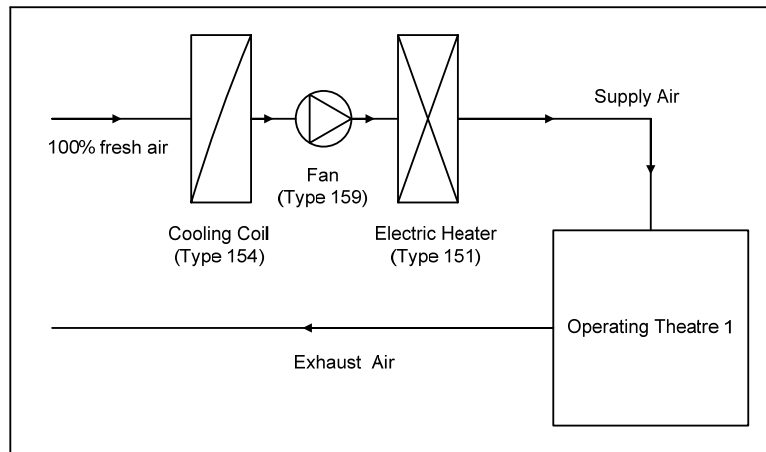 Supply Air
100% fresh air
Fan
(Type 159)
Cooling Coil
(Type 154)
Electric Heater
(Type 151)
Operating Theatre 1
Exhaust Air